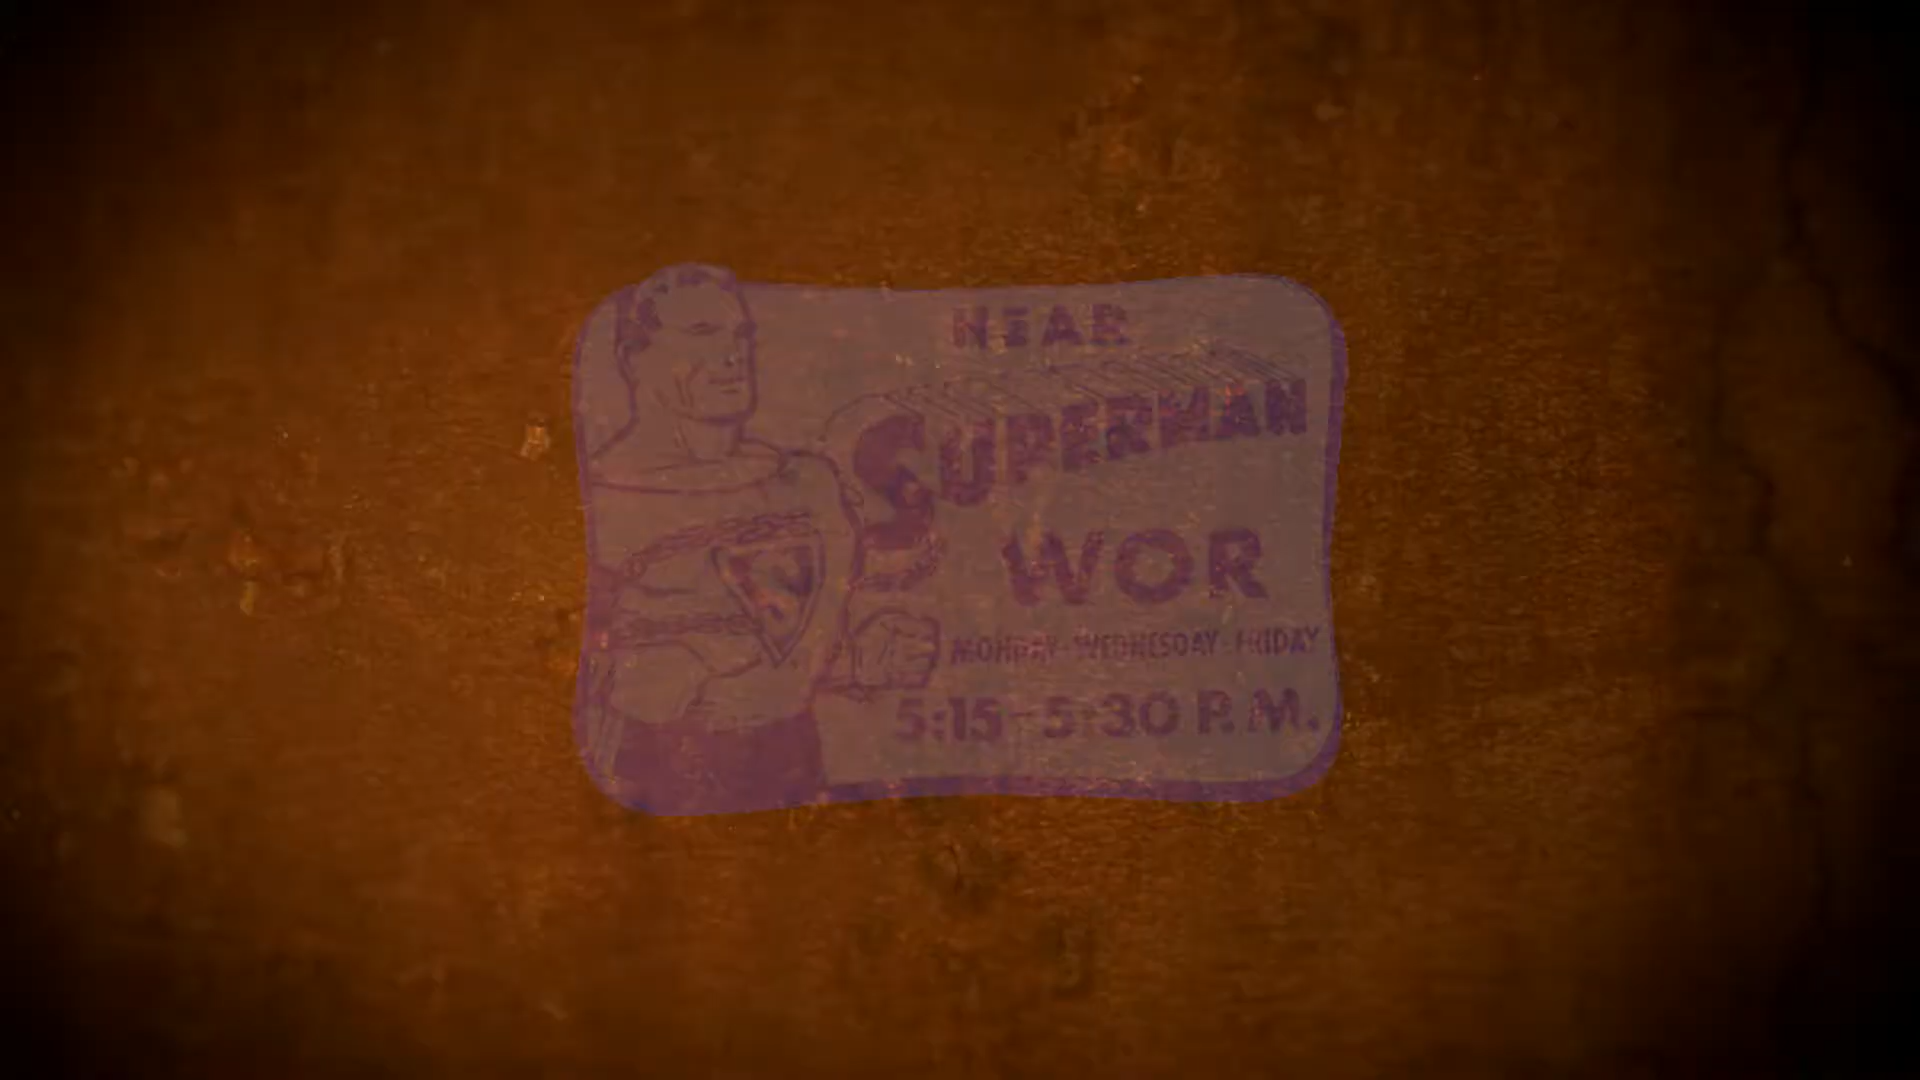 HEAR
SUPERMAN
WOR
MONDAY-WEDNESDAY-FRIDAY
5:15-5:30 P.M.
S